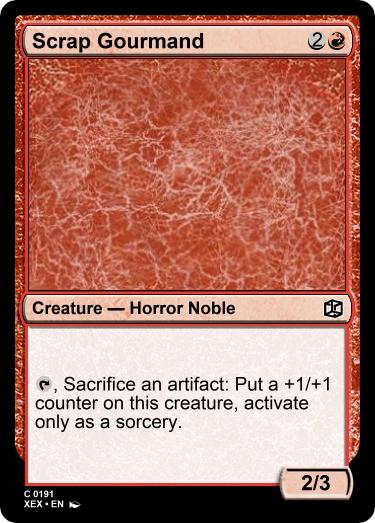 Scrap Gourmand 2
Creature — Horror Noble
, Sacrifice an artifact: Put a +1/+1
counter on this creature, activate
only as a sorcery.
2/3
C 0191
XEX • EN